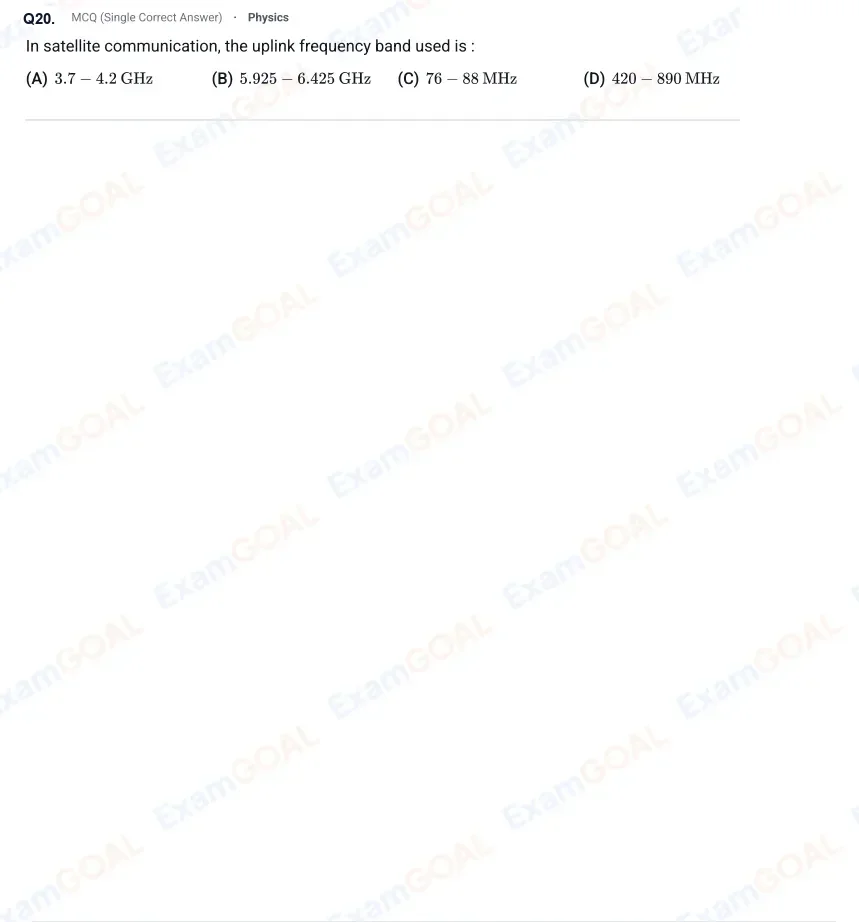 Q20. MCQ (Single Correct Answer) · Physics
In satellite communication, the uplink frequency band used is :
(A) 3.7 – 4.2 GHz (B) 5.925 – 6.425 GHz (C) 76 – 88 MHz (D) 420 – 890 MHz
ExamGOAL